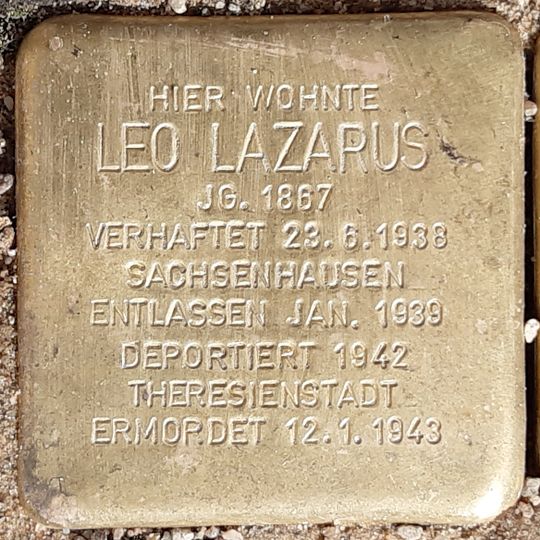 HIER WOHNTE
LEO LAZARUS
JG. 1867
VERHAFTET 23.6.1938
SACHSENHAUSEN
ENTLASSEN JAN. 1939
DEPORTIERT 1942
THERESIENSTADT
ERMORDET 12.1.1943